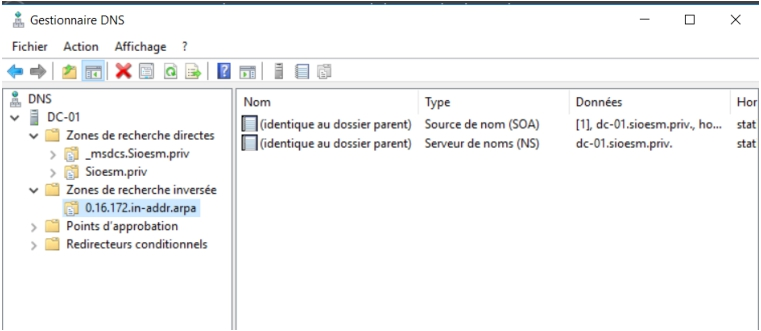 Gestionnaire DNS
Fichier Action Affichage ?
DNS
DC-01
Zones de recherche directes
_msdcs.Sioesm.priv
Sioesm.priv
Zones de recherche inversée
0.16.172.in-addr.arpa
Points d'approbation
Redirecteurs conditionnels
Nom Type Données Hor
(identique au dossier parent) Source de nom (SOA) [1], dc-01.sioesm.priv., ho... stat
(identique au dossier parent) Serveur de noms (NS) dc-01.sioesm.priv. stat